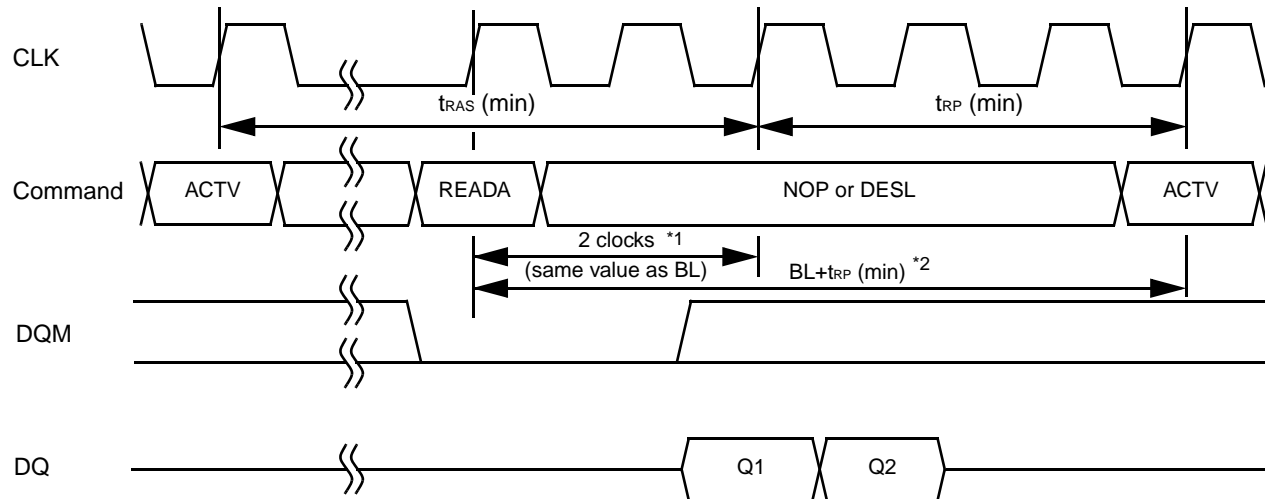 CLK
tRAS (min)
tRP (min)
Command
ACTV
READA
NOP or DESL
ACTV
2 clocks *1
(same value as BL)
BL+tRP (min) *2
DQM
DQ
Q1
Q2